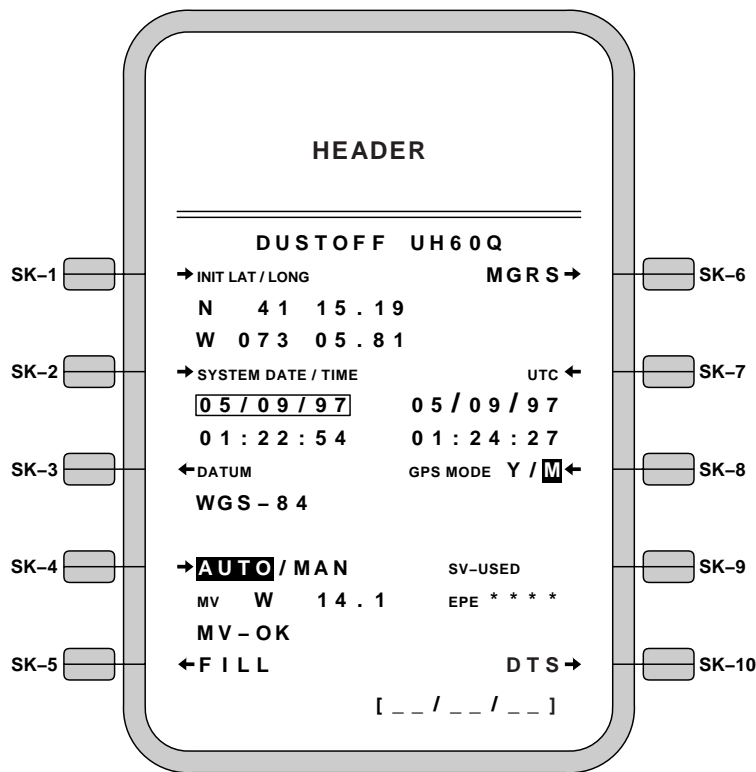 HEADER
DUSTOFF UH60Q
SK–1 →INIT LAT / LONG MGRS→ SK–6
N 41 15.19
W 073 05.81
SK–2 →SYSTEM DATE / TIME UTC← SK–7
05/09/97 05/09/97
01:22:54 01:24:27
SK–3 ←DATUM GPS MODE Y/M← SK–8
WGS–84
SK–4 →AUTO/MAN SV–USED SK–9
MV W 14.1 EPE ****
MV–OK
SK–5 ←FILL DTS→ SK–10
[__/__/__]